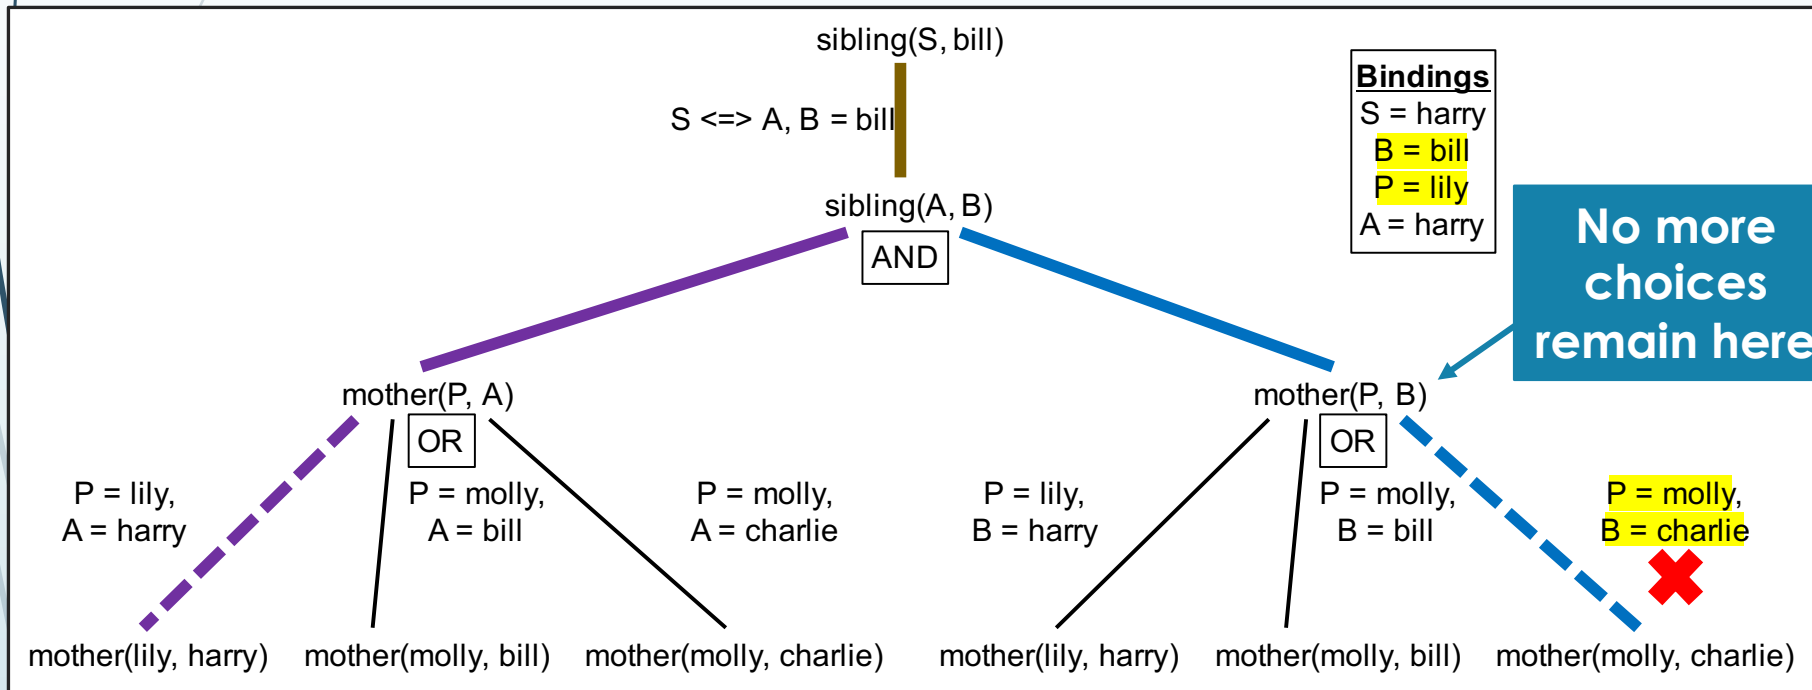 sibling(S, bill)
S <=> A, B = bill
Bindings
S = harry
B = bill
P = lily
A = harry
sibling(A, B)
AND
No more
choices
remain here
mother(P, A)
OR
mother(P, B)
OR
P = lily,
A = harry
P = molly,
A = bill
P = molly,
A = charlie
P = lily,
B = harry
P = molly,
B = bill
P = molly,
B = charlie
mother(lily, harry)
mother(molly, bill)
mother(molly, charlie)
mother(lily, harry)
mother(molly, bill)
mother(molly, charlie)